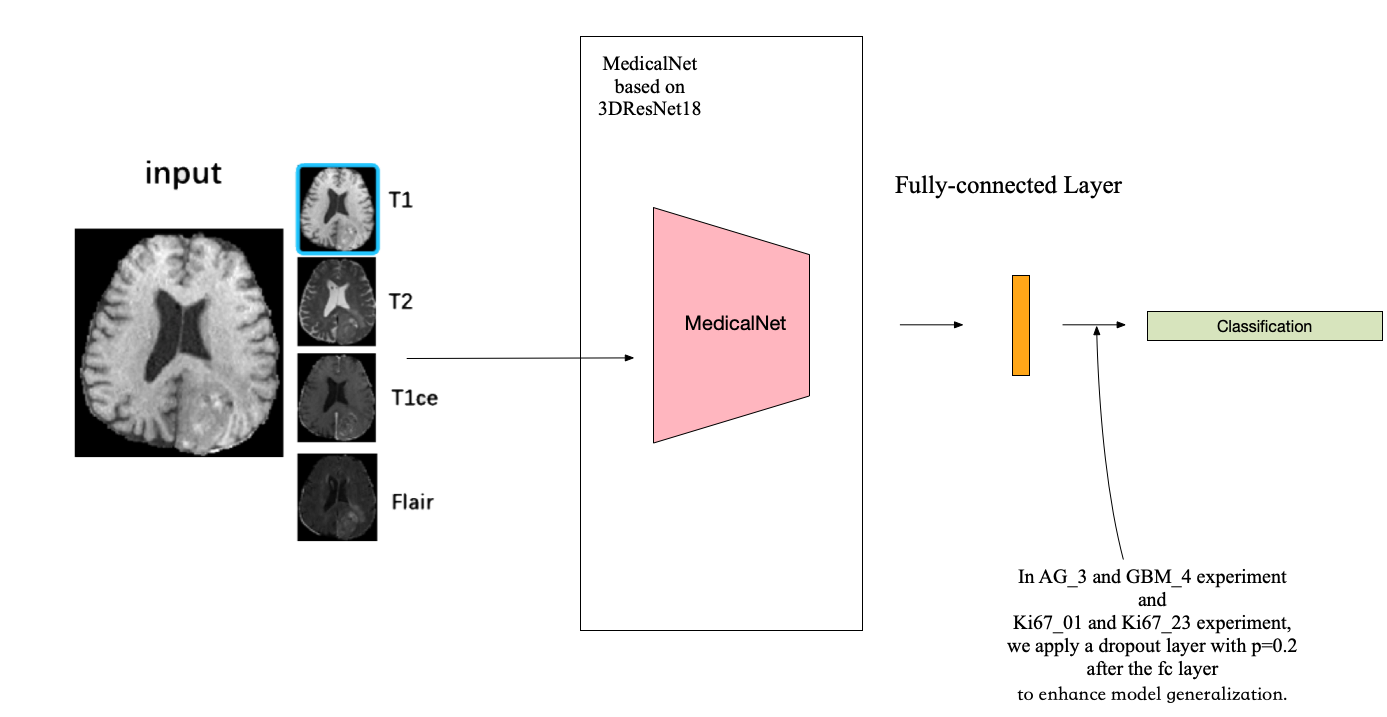 input
T1
T2
T1ce
Flair
MedicalNet
based on
3DResNet18
MedicalNet
Fully-connected Layer
Classification
In AG_3 and GBM_4 experiment
and
Ki67_01 and Ki67_23 experiment,
we apply a dropout layer with p=0.2
after the fc layer
to enhance model generalization.